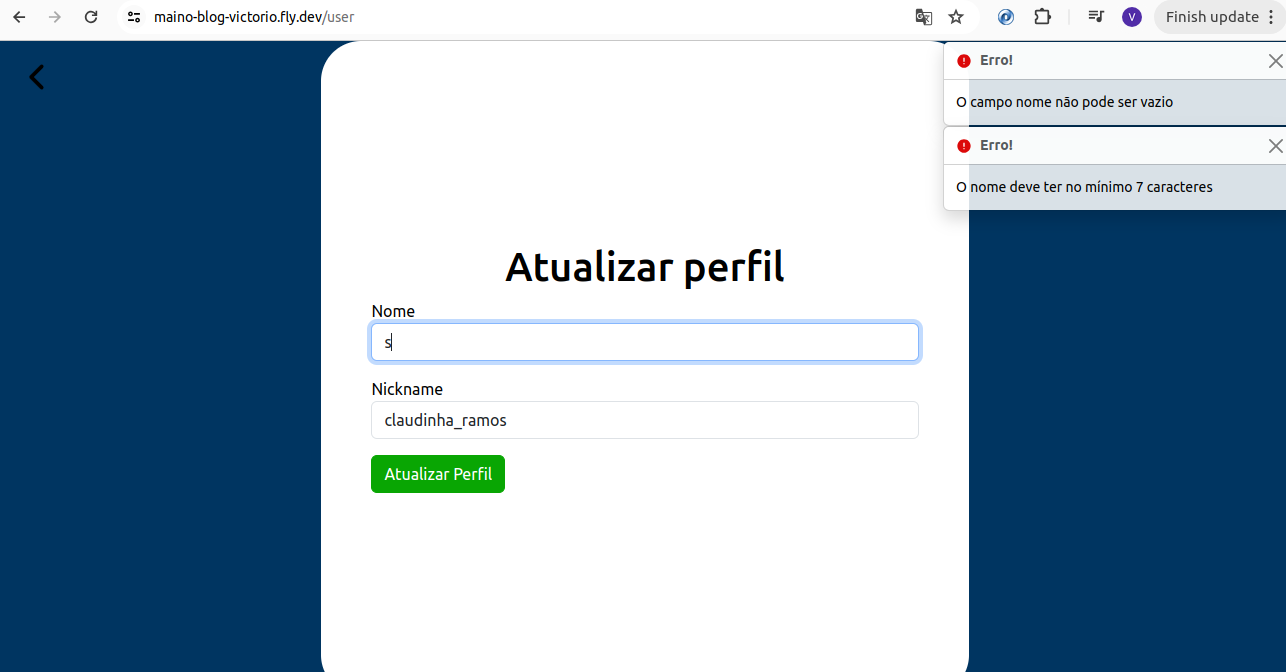 maino-blog-victorio.fly.dev/user
V
Finish update
Erro!
O campo nome não pode ser vazio
Erro!
O nome deve ter no mínimo 7 caracteres
Atualizar perfil
Nome
s
Nickname
claudinha_ramos
Atualizar Perfil